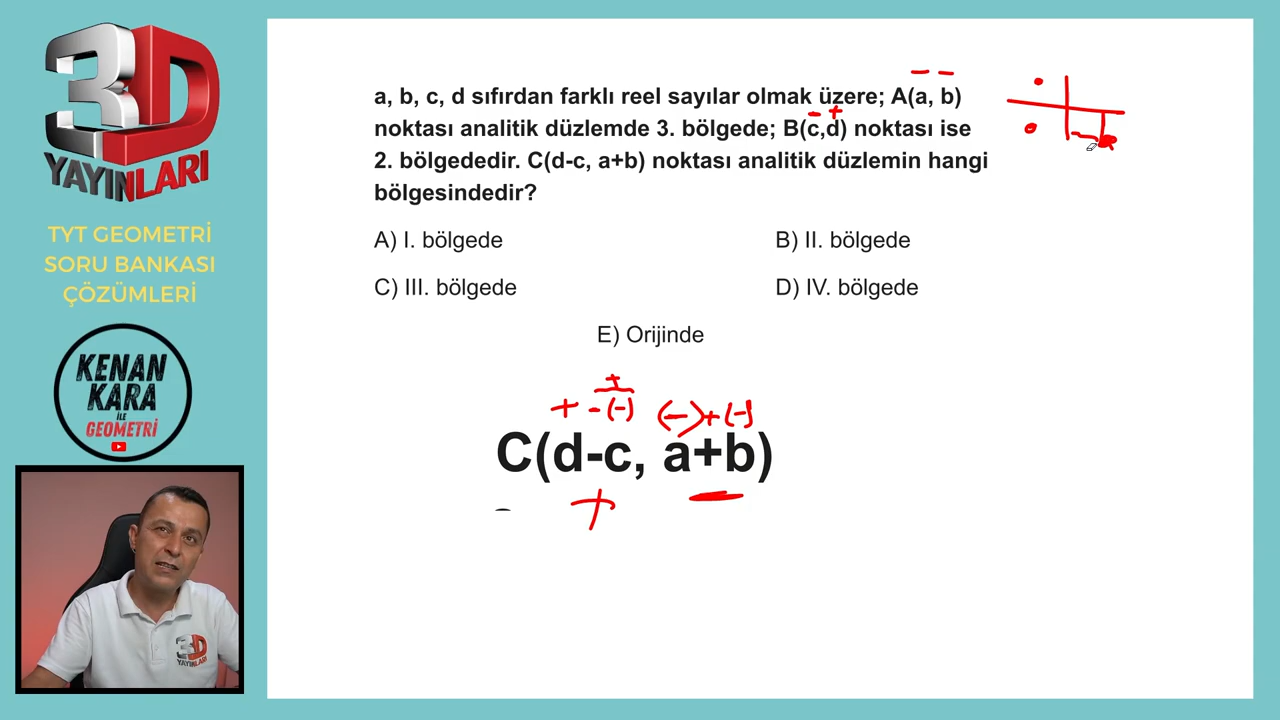 3D
YAYINLARI
TYT GEOMETRİ
SORU BANKASI
ÇÖZÜMLERİ
KENAN
KARA
İLE
GEOMETRİ
3D
YAYINLARI
a, b, c, d sıfırdan farklı reel sayılar olmak üzere; A(a, b)
noktası analitik düzlemde 3. bölgede; B(c,d) noktası ise
2. bölgededir. C(d-c, a+b) noktası analitik düzlemin hangi
bölgesindedir?
A) I. bölgede
B) II. bölgede
C) III. bölgede
D) IV. bölgede
E) Orijinde
+
+ -(-) (-)+(-)
C(d-c, a+b)
+ -